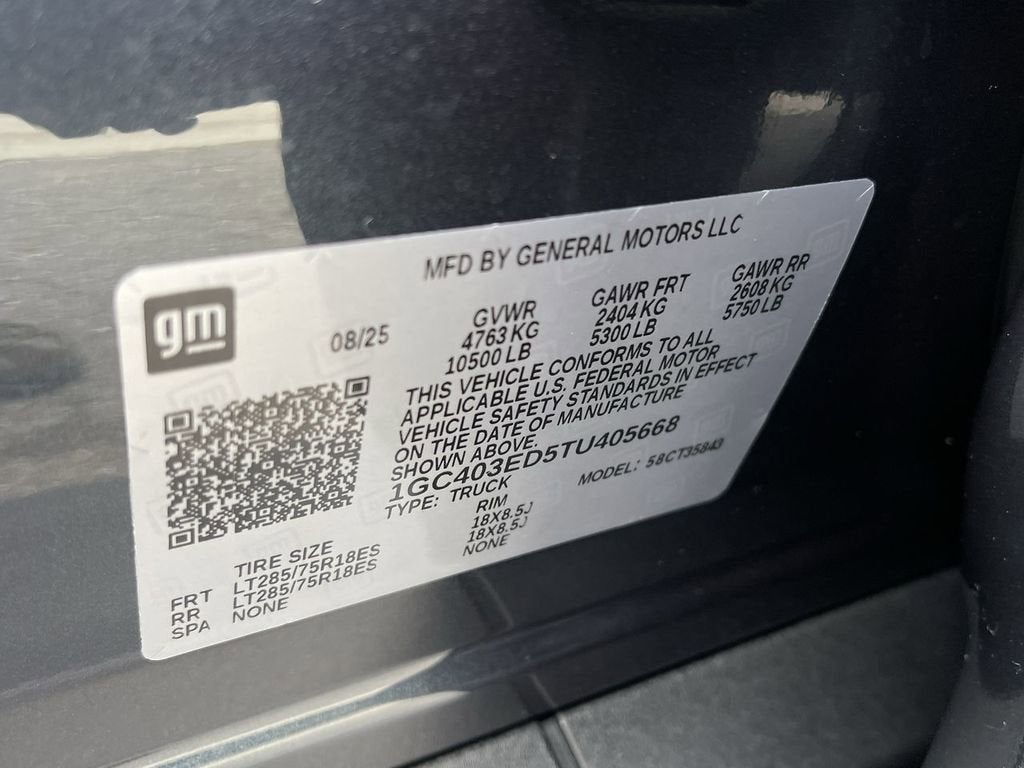 MFD BY GENERAL MOTORS LLC
gm
08/25
GVWR
4763 KG
10500 LB
GAWR FRT
2404 KG
5300 LB
GAWR RR
2608 KG
5750 LB
THIS VEHICLE CONFORMS TO ALL
APPLICABLE U.S. FEDERAL MOTOR
VEHICLE SAFETY STANDARDS IN EFFECT
ON THE DATE OF MANUFACTURE
SHOWN ABOVE.
1GC403ED5TU405668
TYPE: TRUCK
MODEL: 58CT35843
TIRE SIZE RIM
FRT LT285/75R18ES 18X8.5J
RR LT285/75R18ES 18X8.5J
SPA NONE NONE